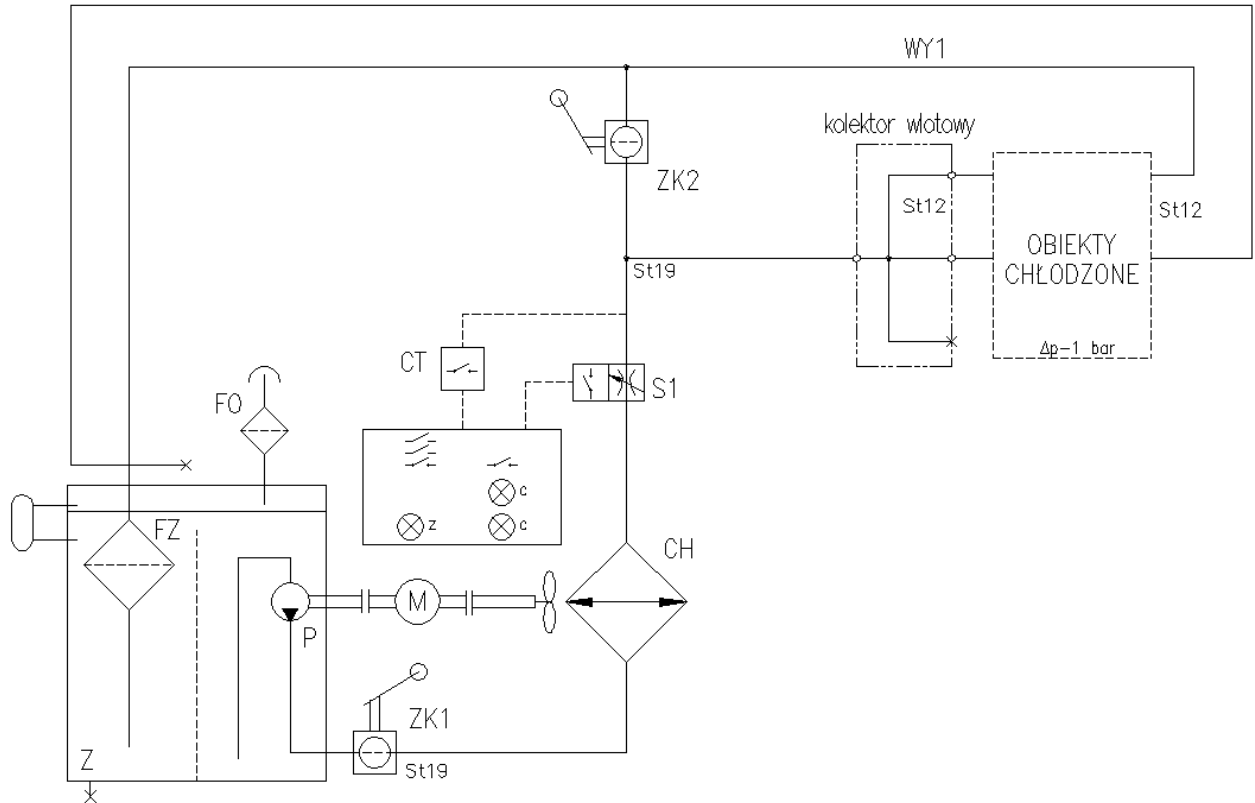 WY1
kolektor wlotowy
ZK2
St12
St12
OBIEKTY
CHŁODZONE
St19
Δp-1 bar
CT
S1
FO
c
z
c
FZ
CH
M
P
ZK1
Z
St19